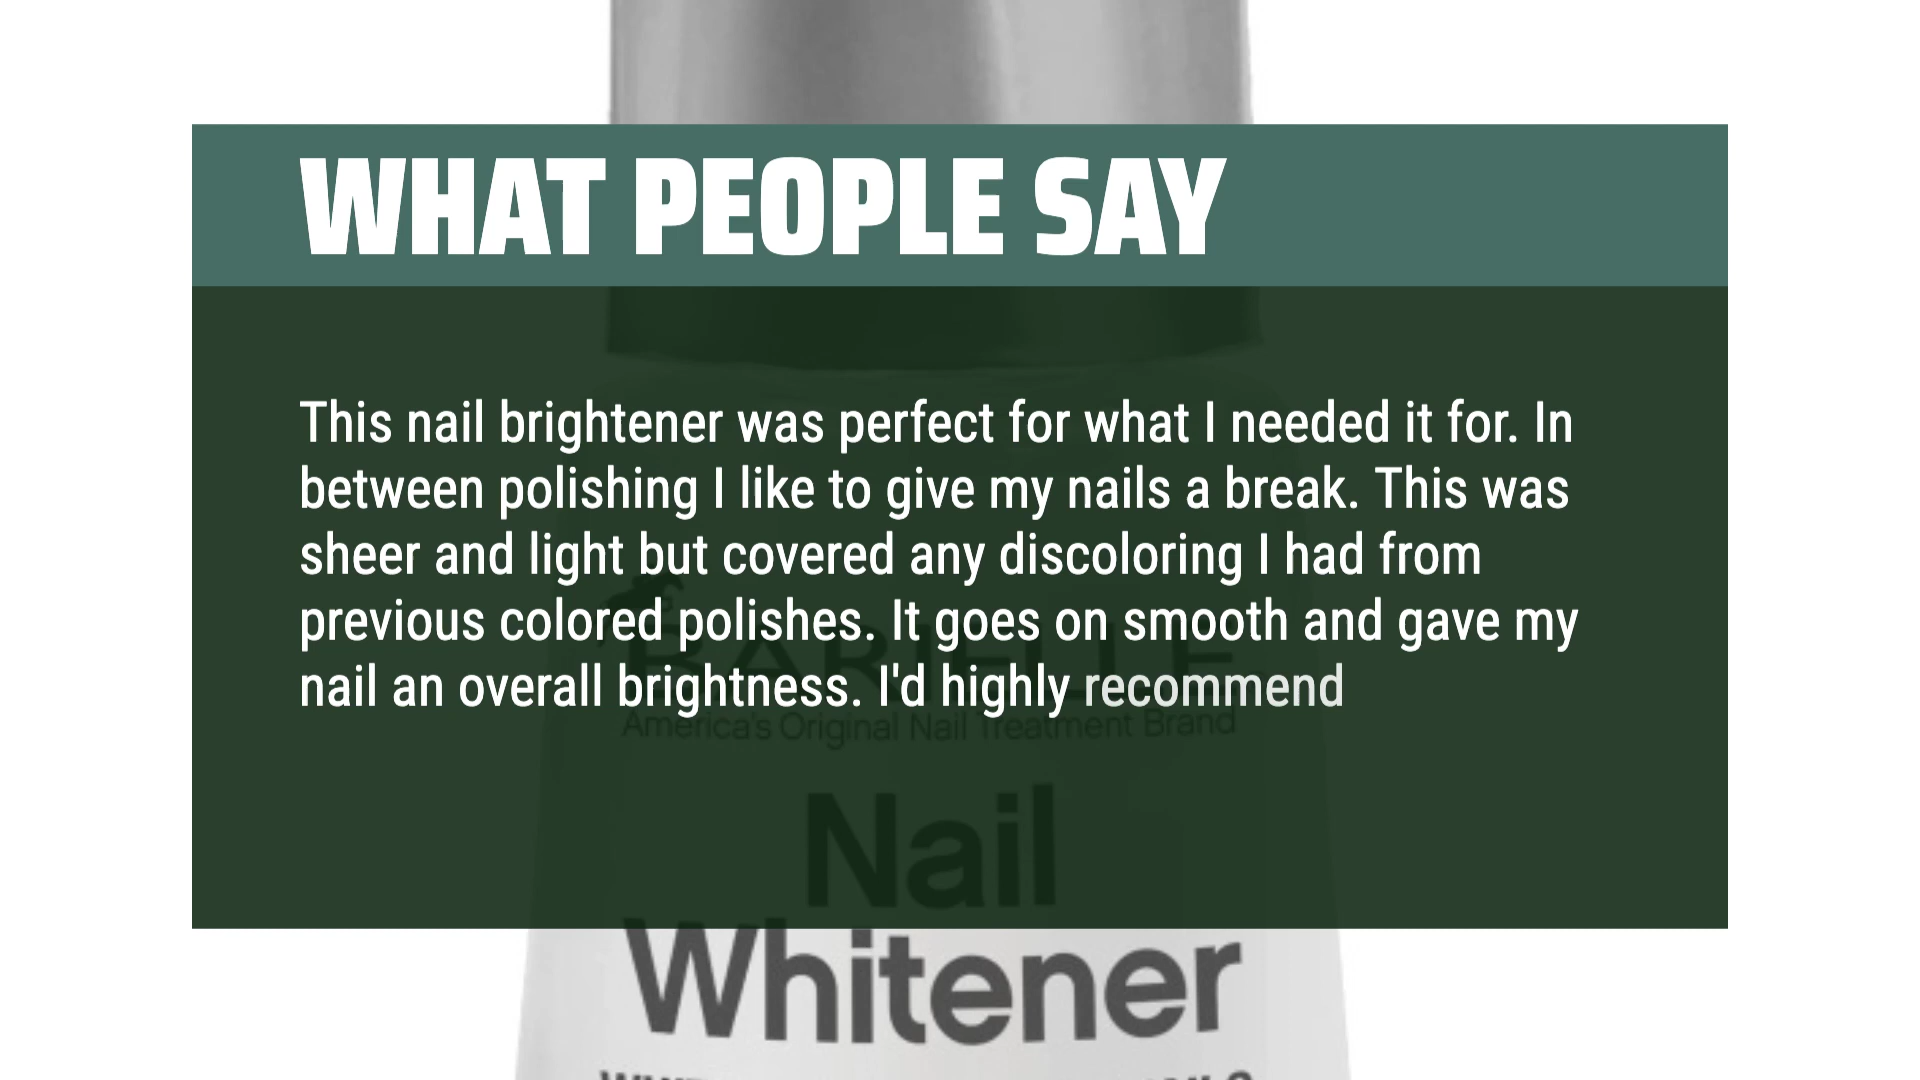 WHAT PEOPLE SAY
This nail brightener was perfect for what I needed it for. In
between polishing I like to give my nails a break. This was
sheer and light but covered any discoloring I had from
previous colored polishes. It goes on smooth and gave my
nail an overall brightness. I'd highly recommend
BARIELLE
America's Original Nail Treatment Brand
Nail
Whitener